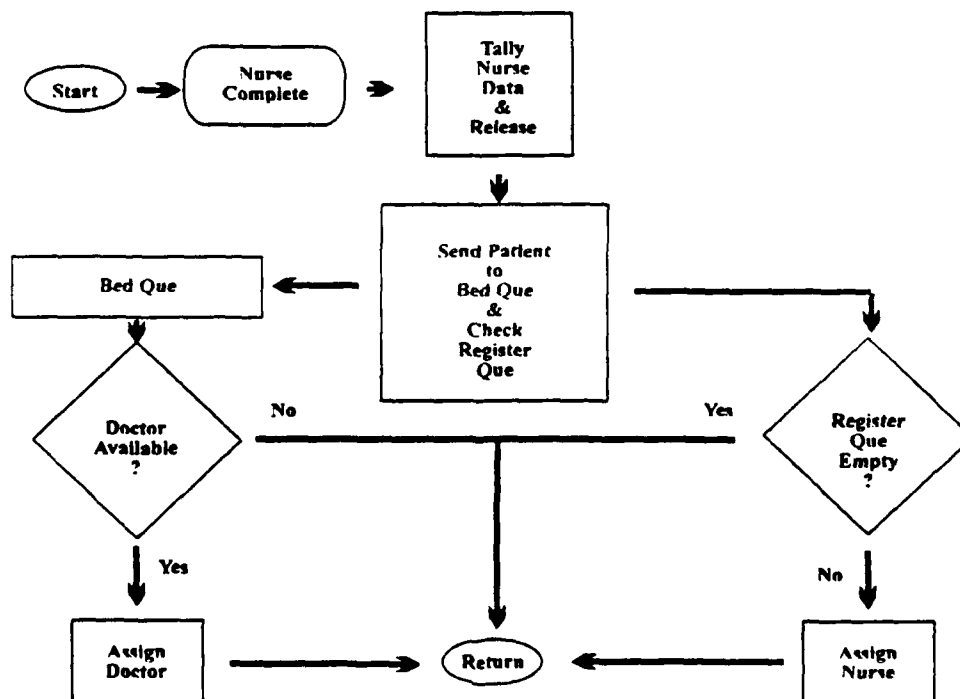 Start
Nurse
Complete
Tally
Nurse
Data
&
Release
Send Patient
to
Bed Que
&
Check
Register
Que
Bed Que
No
Yes
Doctor
Available
?
Register
Que
Empty
?
Yes
No
Assign
Doctor
Return
Assign
Nurse